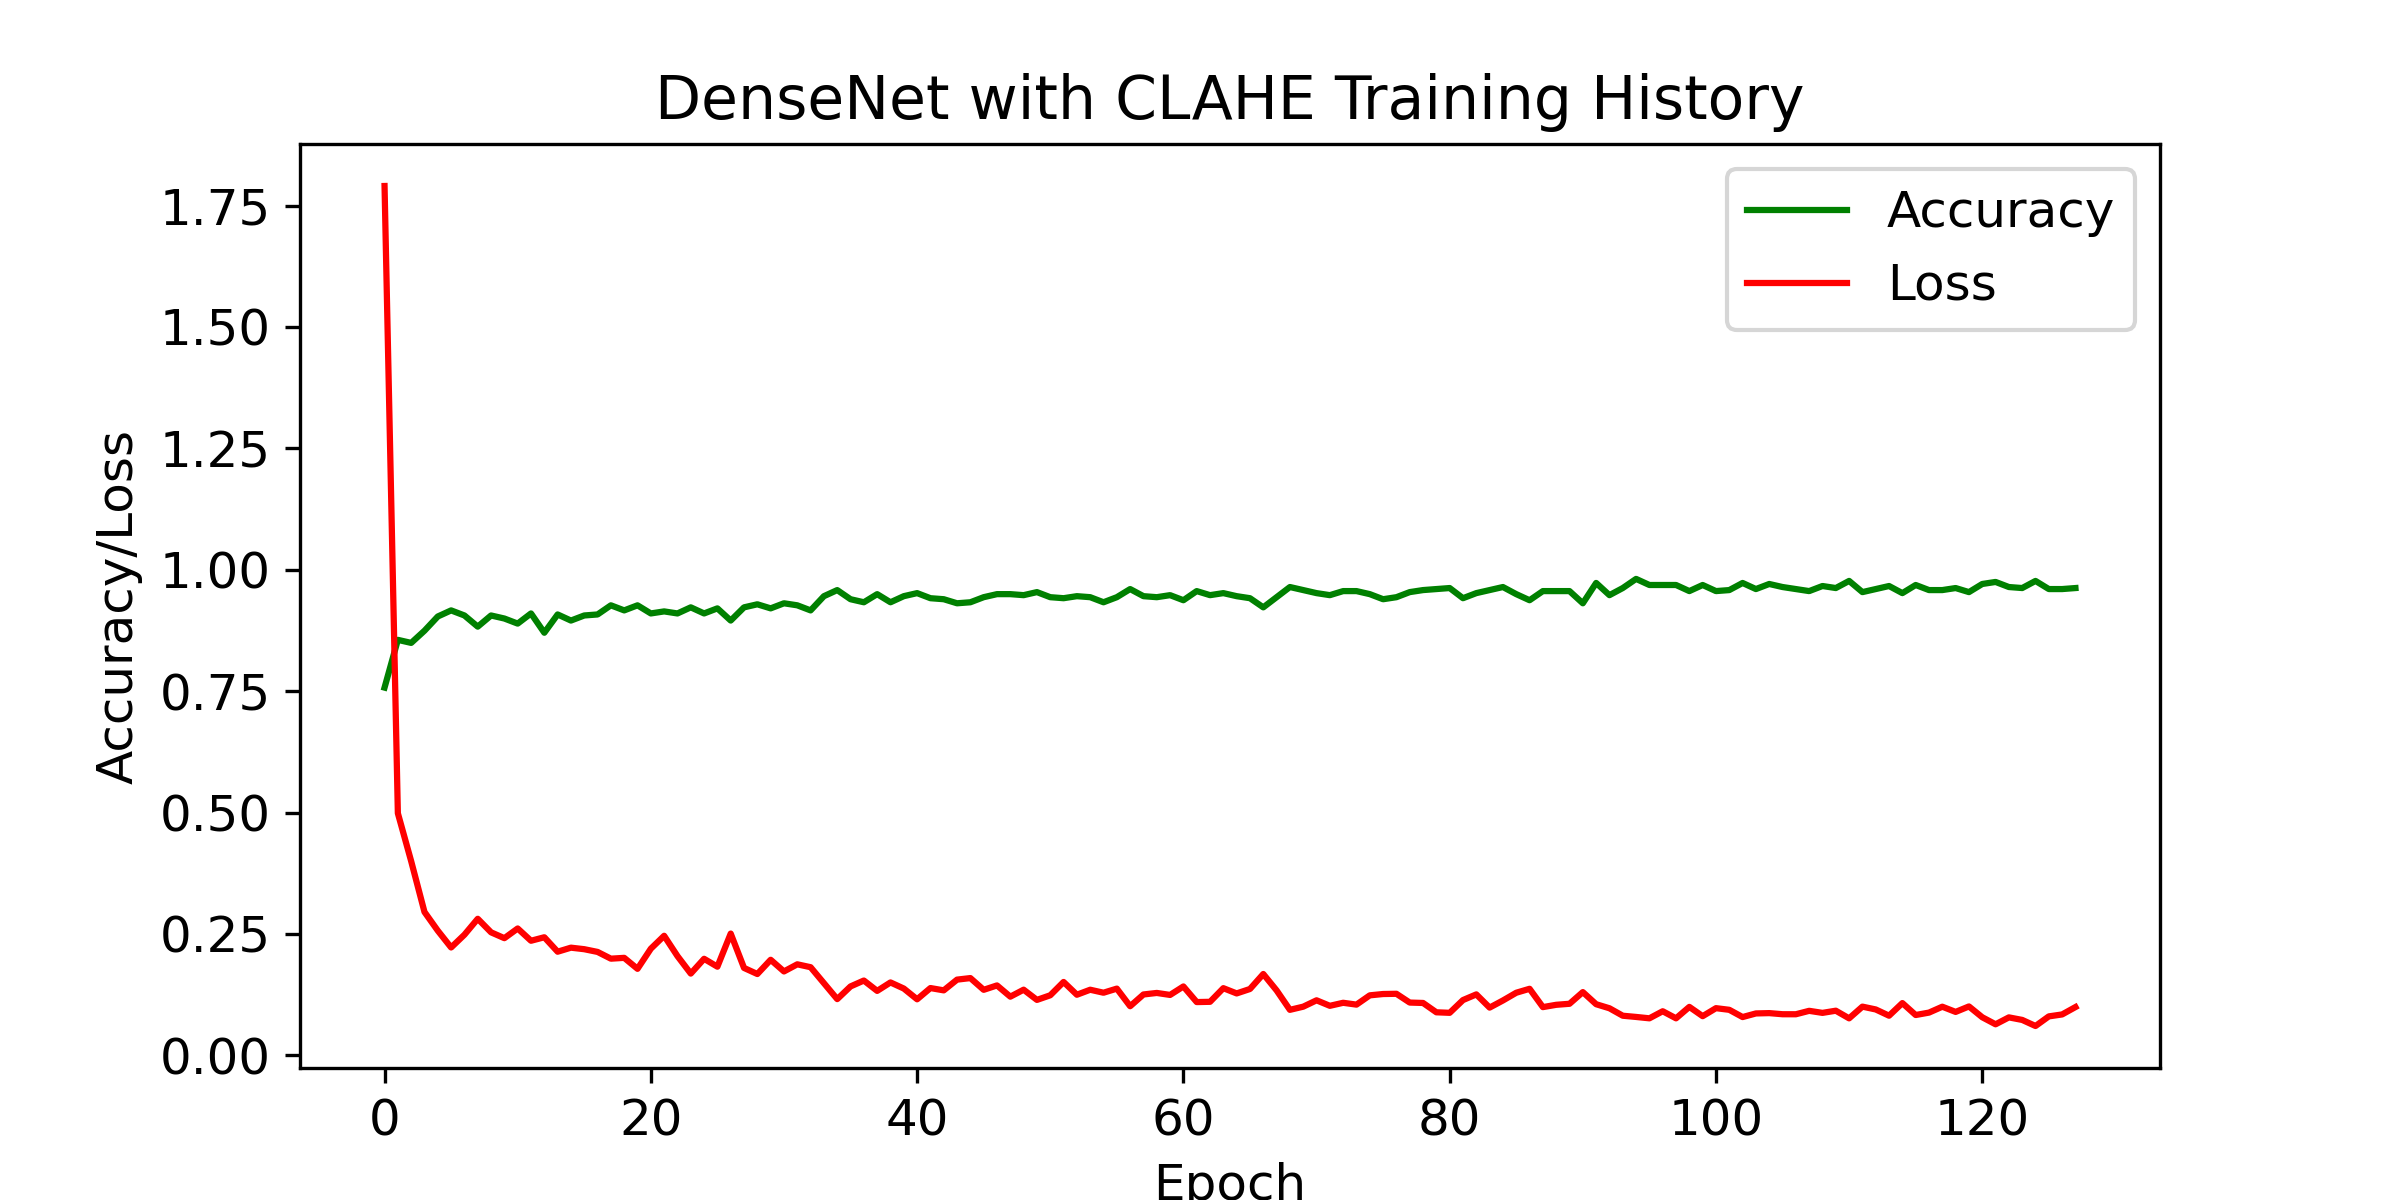 DenseNet with CLAHE Training History
Accuracy
Loss
Accuracy/Loss
1.75
1.50
1.25
1.00
0.75
0.50
0.25
0.00
0 20 40 60 80 100 120
Epoch